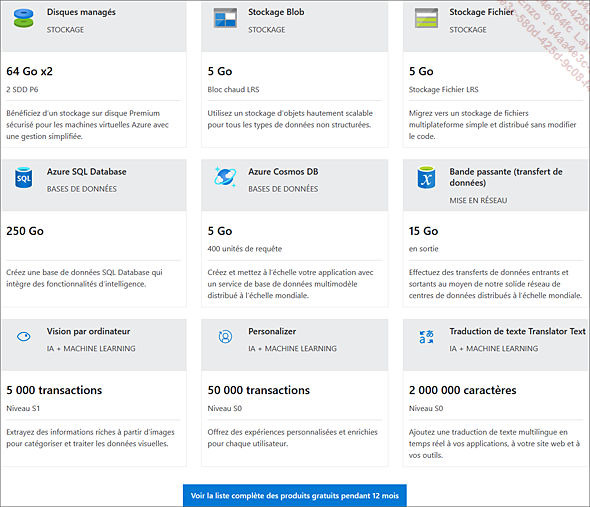 Disques managés
STOCKAGE
64 Go x2
2 SDD P6
Bénéficiez d'un stockage sur disque Premium
sécurisé pour les machines virtuelles Azure avec
une gestion simplifiée.
Stockage Blob
STOCKAGE
5 Go
Bloc chaud LRS
Utilisez un stockage d'objets hautement scalable
pour tous les types de données non structurées.
Stockage Fichier
STOCKAGE
5 Go
Stockage Fichier LRS
Migrez vers un stockage de fichiers
multiplateforme simple et distribué sans modifier
le code.
Azure SQL Database
BASES DE DONNÉES
SQL
250 Go
Créez une base de données SQL Database qui
intègre des fonctionnalités d'intelligence.
Azure Cosmos DB
BASES DE DONNÉES
5 Go
400 unités de requête
Créez et mettez à l'échelle votre application avec
un service de base de données multimodèle
distribué à l'échelle mondiale.
Bande passante (transfert de
données)
MISE EN RÉSEAU
15 Go
en sortie
Effectuez des transferts de données entrants et
sortants au moyen de notre solide réseau de
centres de données distribués à l'échelle mondiale.
Vision par ordinateur
IA + MACHINE LEARNING
5 000 transactions
Niveau S1
Extrayez des informations riches à partir d'images
pour catégoriser et traiter les données visuelles.
Personalizer
IA + MACHINE LEARNING
50 000 transactions
Niveau S0
Offrez des expériences personnalisées et enrichies
pour chaque utilisateur.
Traduction de texte Translator Text
IA + MACHINE LEARNING
2 000 000 caractères
Niveau S0
Ajoutez une traduction de texte multilingue en
temps réel à vos applications, à votre site web et à
vos outils.
Voir la liste complète des produits gratuits pendant 12 mois